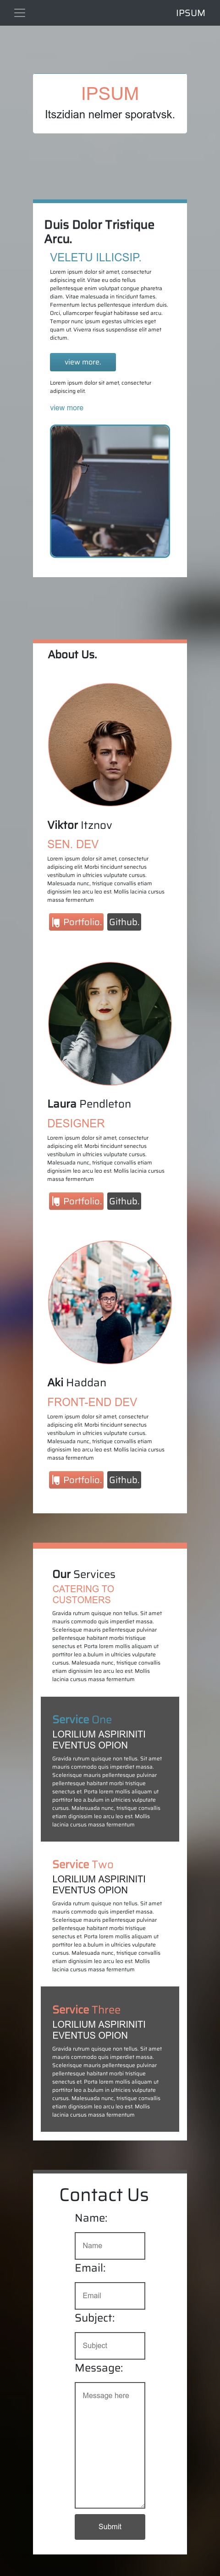 IPSUM
IPSUM
Itszidian nelmer sporatvsk.
Duis Dolor Tristique
Arcu.
VELETU ILLICSIP.
Lorem ipsum dolor sit amet, consectetur
adipiscing elit. Vitae eu odio tellus
pellentesque enim volutpat congue pharetra
diam. Vitae malesuada in tincidunt fames.
Fermentum lectus pellentesque interdum duis.
Orci, ullamcorper feugiat habitasse sed arcu.
Tempor nunc ipsum egestas ultricies eget
quam ut. Viverra risus suspendisse elit amet
dictum.
view more.
Lorem ipsum dolor sit amet, consectetur
adipiscing elit.
view more
About Us.
Viktor Itznov
SEN. DEV
Lorem ipsum dolor sit amet, consectetur
adipiscing elit. Morbi tincidunt senectus
vestibulum in ultricies vulputate cursus.
Malesuada nunc, tristique convallis etiam
dignissim leo arcu leo est. Mollis lacinia cursus
massa fermentum
Portfolio. Github.
Laura Pendleton
DESIGNER
Lorem ipsum dolor sit amet, consectetur
adipiscing elit. Morbi tincidunt senectus
vestibulum in ultricies vulputate cursus.
Malesuada nunc, tristique convallis etiam
dignissim leo arcu leo est. Mollis lacinia cursus
massa fermentum
Portfolio. Github.
Aki Haddan
FRONT-END DEV
Lorem ipsum dolor sit amet, consectetur
adipiscing elit. Morbi tincidunt senectus
vestibulum in ultricies vulputate cursus.
Malesuada nunc, tristique convallis etiam
dignissim leo arcu leo est. Mollis lacinia cursus
massa fermentum
Portfolio. Github.
Our Services
CATERING TO
CUSTOMERS
Gravida rutrum quisque non tellus. Sit amet
mauris commodo quis imperdiet massa.
Scelerisque mauris pellentesque pulvinar
pellentesque habitant morbi tristique
senectus et. Porta lorem mollis aliquam ut
porttitor leo a.bulum in ultricies vulputate
cursus. Malesuada nunc, tristique convallis
etiam dignissim leo arcu leo est. Mollis
lacinia cursus massa fermentum
Service One
LORILIUM ASPIRINITI
EVENTUS OPION
Gravida rutrum quisque non tellus. Sit amet
mauris commodo quis imperdiet massa.
Scelerisque mauris pellentesque pulvinar
pellentesque habitant morbi tristique
senectus et. Porta lorem mollis aliquam ut
porttitor leo a.bulum in ultricies vulputate
cursus. Malesuada nunc, tristique convallis
etiam dignissim leo arcu leo est. Mollis
lacinia cursus massa fermentum
Service Two
LORILIUM ASPIRINITI
EVENTUS OPION
Gravida rutrum quisque non tellus. Sit amet
mauris commodo quis imperdiet massa.
Scelerisque mauris pellentesque pulvinar
pellentesque habitant morbi tristique
senectus et. Porta lorem mollis aliquam ut
porttitor leo a.bulum in ultricies vulputate
cursus. Malesuada nunc, tristique convallis
etiam dignissim leo arcu leo est. Mollis
lacinia cursus massa fermentum
Service Three
LORILIUM ASPIRINITI
EVENTUS OPION
Gravida rutrum quisque non tellus. Sit amet
mauris commodo quis imperdiet massa.
Scelerisque mauris pellentesque pulvinar
pellentesque habitant morbi tristique
senectus et. Porta lorem mollis aliquam ut
porttitor leo a.bulum in ultricies vulputate
cursus. Malesuada nunc, tristique convallis
etiam dignissim leo arcu leo est. Mollis
lacinia cursus massa fermentum
Contact Us
Name:
Name
Email:
Email
Subject:
Subject
Message:
Message here
Submit